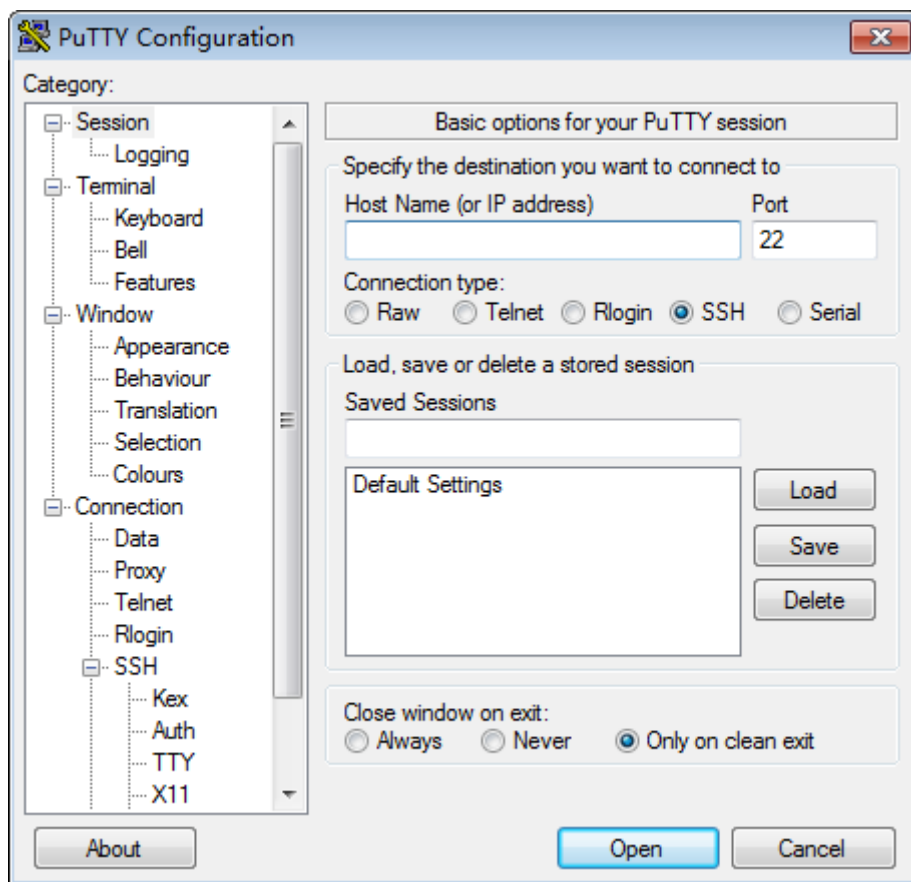 PuTTY Configuration
Category:
Session
Logging
Terminal
Keyboard
Bell
Features
Window
Appearance
Behaviour
Translation
Selection
Colours
Connection
Data
Proxy
Telnet
Rlogin
SSH
Kex
Auth
TTY
X11
Basic options for your PuTTY session
Specify the destination you want to connect to
Host Name (or IP address) Port
22
Connection type:
Raw Telnet Rlogin SSH Serial
Load, save or delete a stored session
Saved Sessions
Default Settings
Load
Save
Delete
Close window on exit:
Always Never Only on clean exit
About Open Cancel